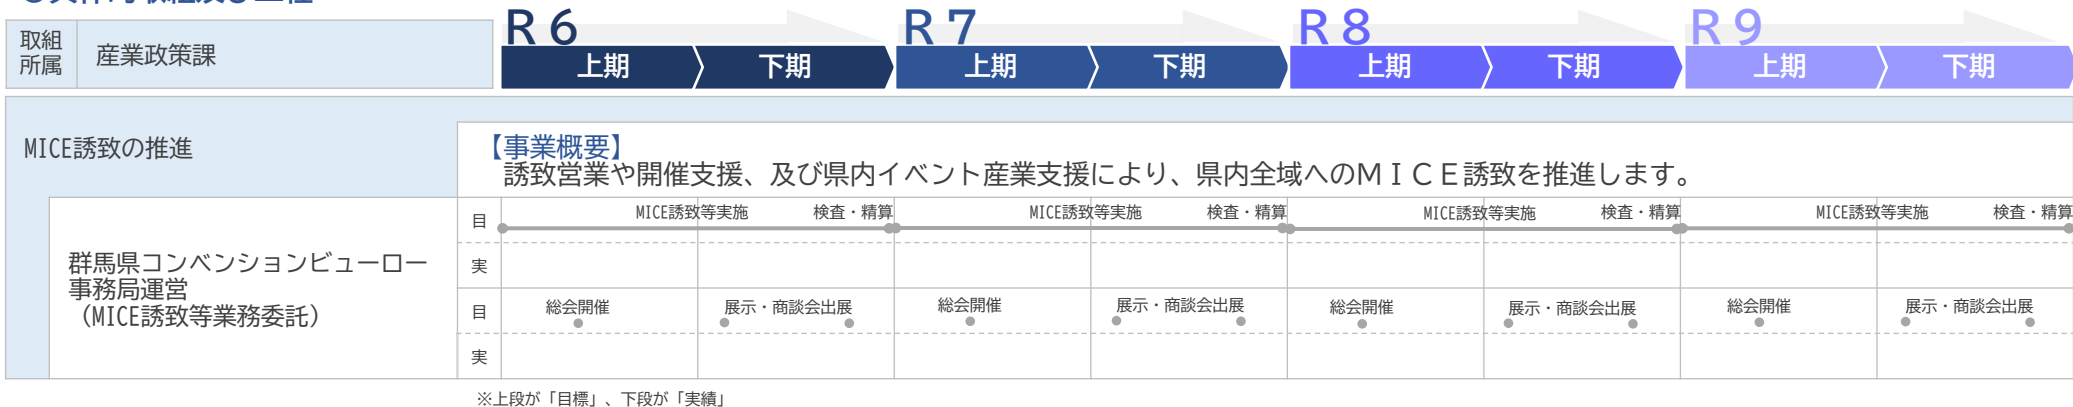 取組
所属
産業政策課
R6
R7
R8
R9
上期
下期
上期
下期
上期
下期
上期
下期
MICE誘致の推進
【事業概要】
誘致営業や開催支援、及び県内イベント産業支援により、県内全域へのＭＩＣＥ誘致を推進します。
群馬県コンベンションビューロー
事務局運営
（MICE誘致等業務委託）
目
MICE誘致等実施
検査・精算
MICE誘致等実施
検査・精算
MICE誘致等実施
検査・精算
MICE誘致等実施
検査・精算
実
目
総会開催
展示・商談会出展
総会開催
展示・商談会出展
総会開催
展示・商談会出展
総会開催
展示・商談会出展
実
※上段が「目標」、下段が「実績」